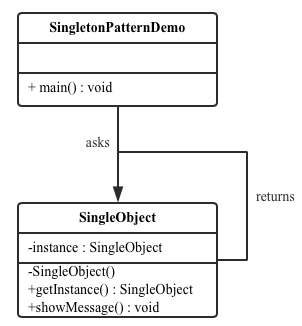 SingletonPatternDemo
+ main() : void
asks
returns
SingleObject
-instance : SingleObject
-SingleObject()
+getInstance() : SingleObject
+showMessage() : void